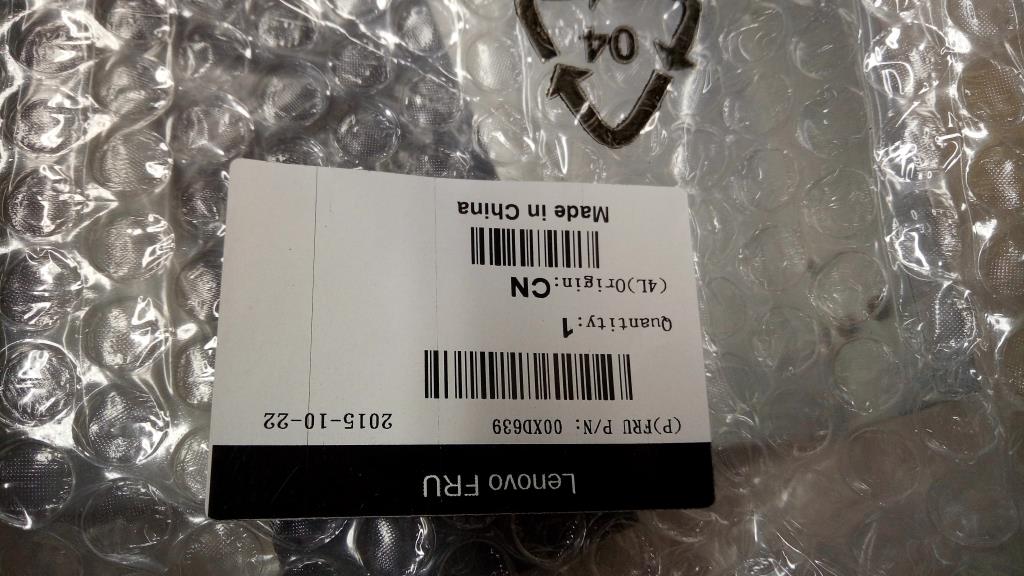 Lenovo FRU
(P)FRU P/N: 00XD639 2015-10-22
Quantity:1
(4L)Origin:CN
Made in China
04